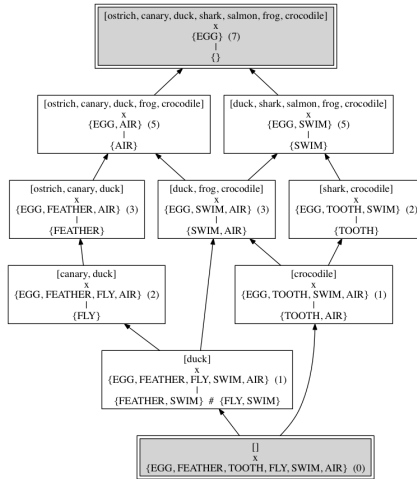 [ostrich, canary, duck, shark, salmon, frog, crocodile]
x
{EGG} (7)
|
{}
[ostrich, canary, duck, frog, crocodile]
x
{EGG, AIR} (5)
|
{AIR}
[duck, shark, salmon, frog, crocodile]
x
{EGG, SWIM} (5)
|
{SWIM}
[ostrich, canary, duck]
x
{EGG, FEATHER, AIR} (3)
|
{FEATHER}
[duck, frog, crocodile]
x
{EGG, SWIM, AIR} (3)
|
{SWIM, AIR}
[shark, crocodile]
x
{EGG, TOOTH, SWIM} (2)
|
{TOOTH}
[canary, duck]
x
{EGG, FEATHER, FLY, AIR} (2)
|
{FLY}
[crocodile]
x
{EGG, TOOTH, SWIM, AIR} (1)
|
{TOOTH, AIR}
[duck]
x
{EGG, FEATHER, FLY, SWIM, AIR} (1)
|
{FEATHER, SWIM} # {FLY, SWIM}
[]
x
{EGG, FEATHER, TOOTH, FLY, SWIM, AIR} (0)